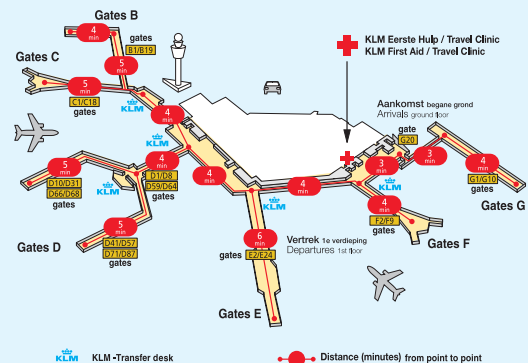 Gates B
4
min
gates
B1/B19
5
min
Gates C
5
min
C1/C18
gates
KLM
4
min
KLM
4
min
KLM Eerste Hulp / Travel Clinic
KLM First Aid / Travel Clinic
Aankomst begane grond
Arrivals ground floor
gate
G20
3
min
3
min
4
min
G1/G10
gates
Gates G
KLM
4
min
F2/F9
gates
Gates F
4
min
KLM
5
min
D10/D31
D66/D68
gates
4
min
D1/D8
D59/D64
gates
KLM
Gates D
5
min
D41/D57
D71/D87
gates
6
min
gates
E2/E24
Gates E
Vertrek 1e verdieping
Departures 1st floor
KLM
KLM -Transfer desk
Distance (minutes) from point to point